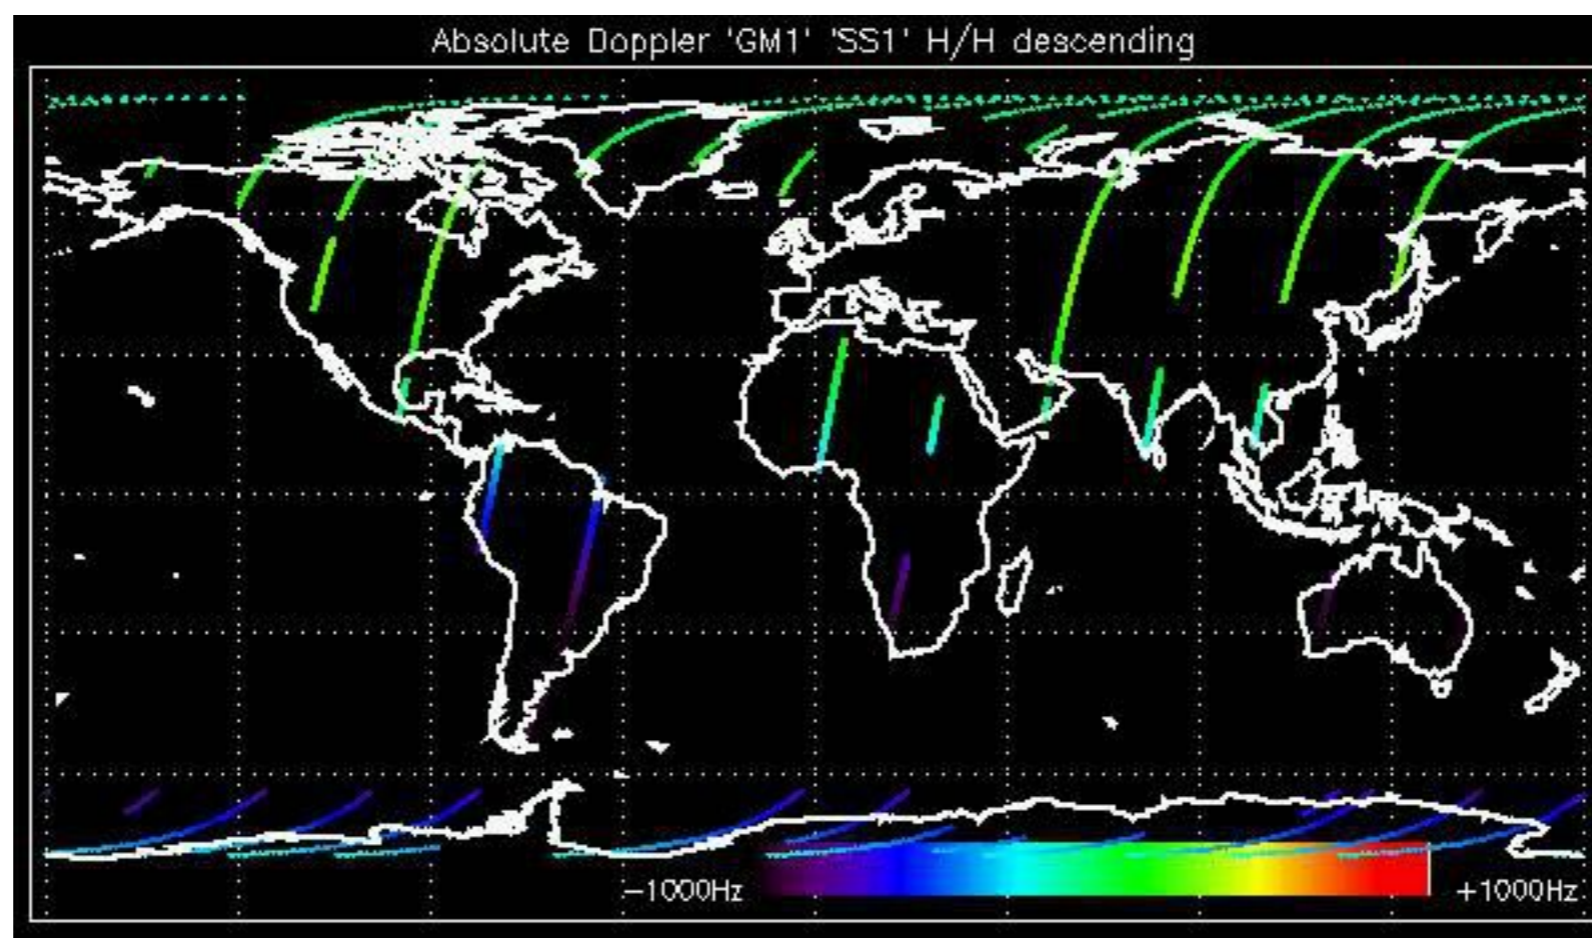 Absolute Doppler 'GM1' 'SS1' H/H descending
−1000Hz
+1000Hz